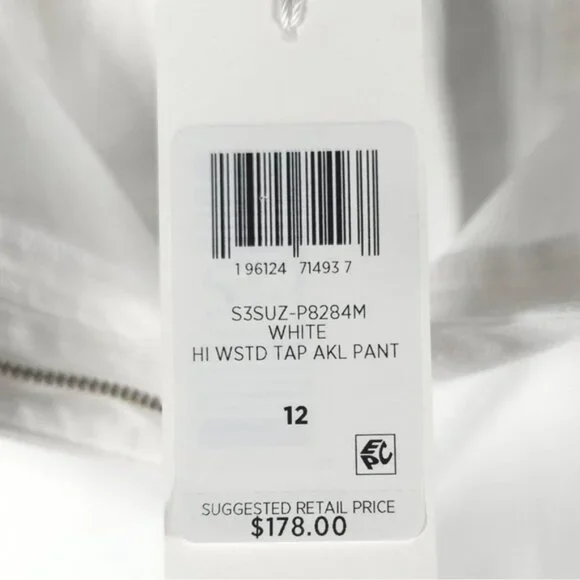 1 96124 71493 7
S3SUZ-P8284M
WHITE
HI WSTD TAP AKL PANT
12
EPC
SUGGESTED RETAIL PRICE
$178.00